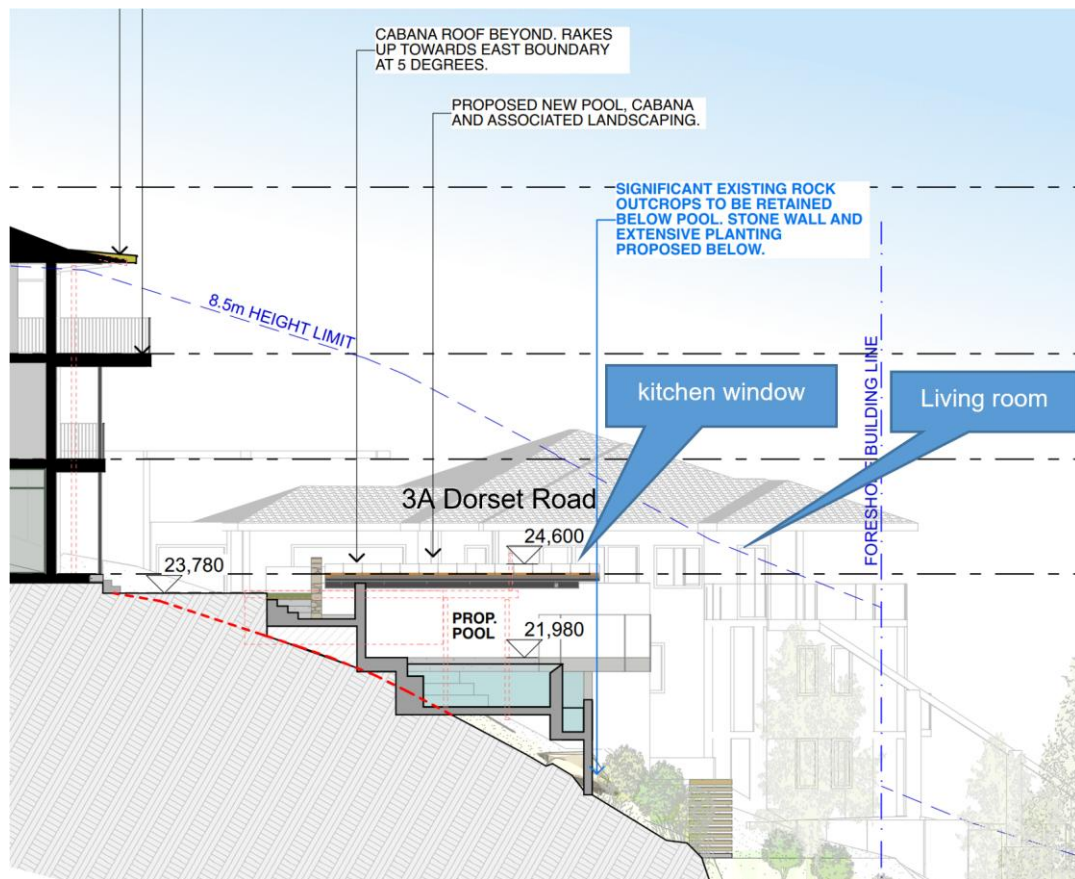 CABANA ROOF BEYOND. RAKES
UP TOWARDS EAST BOUNDARY
AT 5 DEGREES.
PROPOSED NEW POOL, CABANA
AND ASSOCIATED LANDSCAPING.
SIGNIFICANT EXISTING ROCK
OUTCROPS TO BE RETAINED
BELOW POOL. STONE WALL AND
EXTENSIVE PLANTING
PROPOSED BELOW.
8.5m HEIGHT LIMIT
kitchen window
Living room
FORESHORE BUILDING LINE
3A Dorset Road
24,600
23,780
PROP.
POOL
21,980